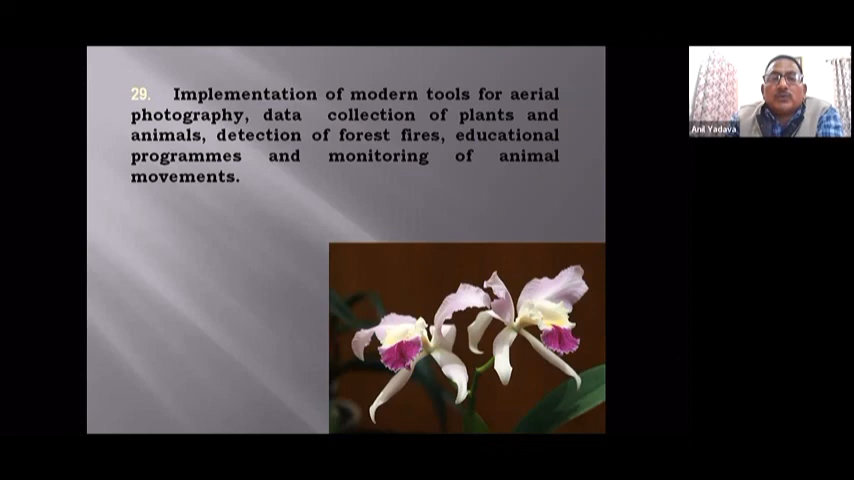 29. Implementation of modern tools for aerial
photography, data collection of plants and
animals, detection of forest fires, educational
programmes and monitoring of animal
movements.
Anil Yadava